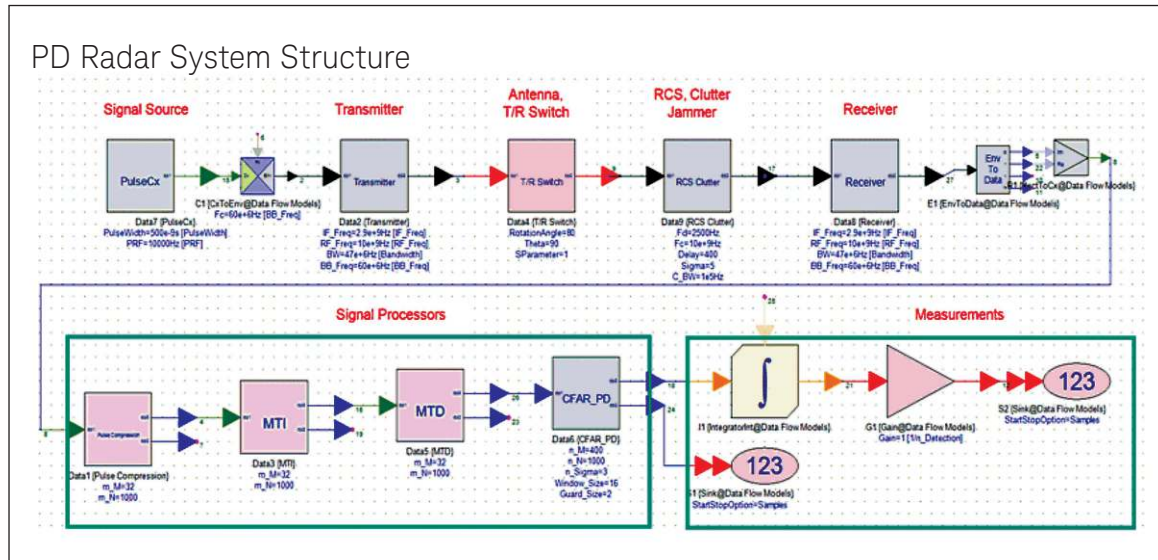 PD Radar System Structure
Signal Source
Transmitter
Antenna,
T/R Switch
RCS, Clutter
Jammer
Receiver
PulseCx
Data7 {PulseCx}
PulseWidth=500e-9s [PulseWidth]
PRF=10000Hz [PRF]
C1 {CxToEnv@Data Flow Models}
Fc=60e+6Hz [BB_Freq]
Transmitter
Data2 {Transmitter}
IF_Freq=2.9e+9Hz [IF_Freq]
RF_Freq=10e+9Hz [RF_Freq]
BW=47e+6Hz [Bandwidth]
BB_Freq=60e+6Hz [BB_Freq]
T/R Switch
Data4 {T/R Switch}
RotationAngle=80
Theta=90
SParameter=1
RCS Clutter
Data9 {RCS Clutter}
Fd=2500Hz
Fc=10e+9Hz
Delay=400
Sigma=5
C_BW=1e5Hz
Receiver
Data8 {Receiver}
IF_Freq=2.9e+9Hz [IF_Freq]
RF_Freq=10e+9Hz [RF_Freq]
BW=47e+6Hz [Bandwidth]
BB_Freq=60e+6Hz [BB_Freq]
Env
To
Data
E1 {EnvToData@Data Flow Models}
Signal Processors
Measurements
Pulse Compression
Data1 {Pulse Compression}
m_M=32
m_N=1000
MTI
Data3 {MTI}
m_M=32
m_N=1000
MTD
Data5 {MTD}
m_M=32
m_N=1000
CFAR_PD
Data6 {CFAR_PD}
n_M=400
n_N=1000
n_Sigma=3
Window_Size=16
Guard_Size=2
∫
I1 {IntegratorInt@Data Flow Models}
G1 {Gain@Data Flow Models}
Gain=1 [1/n_Detection]
123
S2 {Sink@Data Flow Models}
StartStopOption=Samples
123
S1 {Sink@Data Flow Models}
StartStopOption=Samples